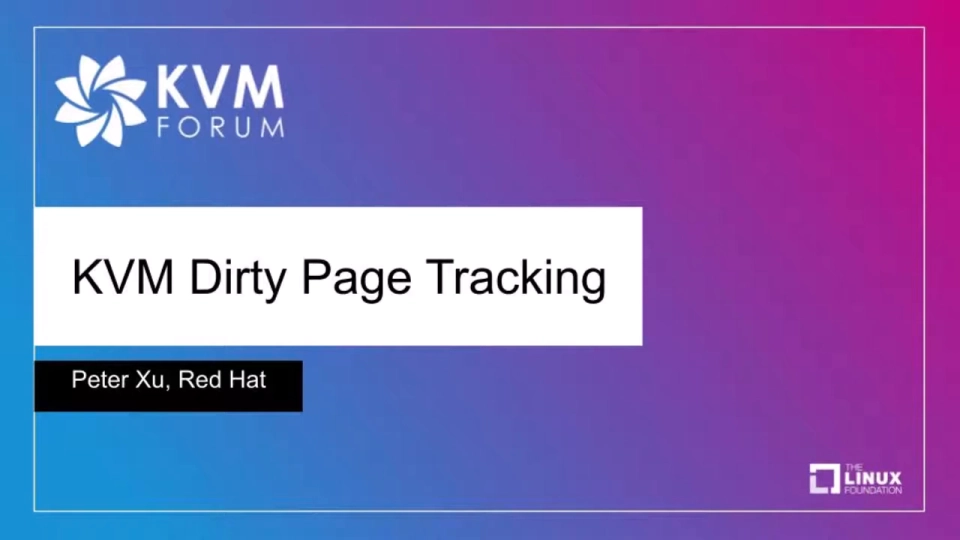 KVM
FORUM
KVM Dirty Page Tracking
Peter Xu, Red Hat
THE
LINUX
FOUNDATION